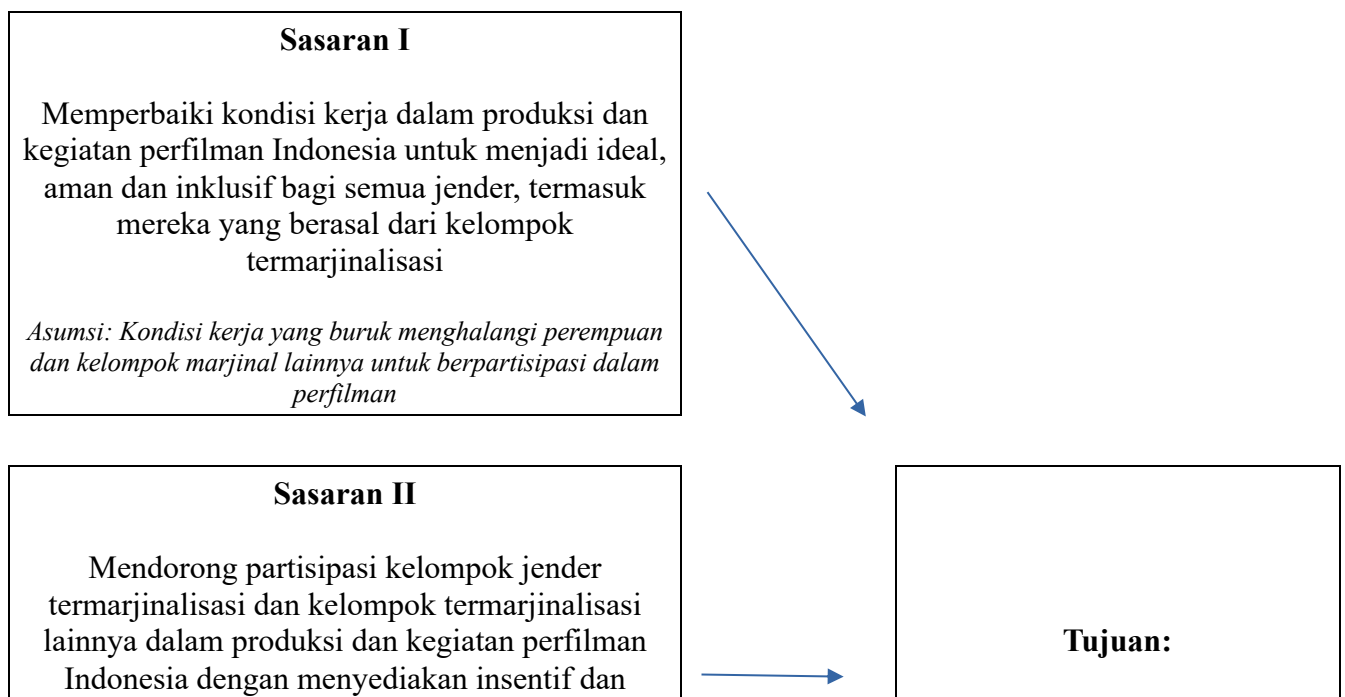 Sasaran I
Memperbaiki kondisi kerja dalam produksi dan
kegiatan perfilman Indonesia untuk menjadi ideal,
aman dan inklusif bagi semua jender, termasuk
mereka yang berasal dari kelompok
termarjinalisasi
Asumsi: Kondisi kerja yang buruk menghalangi perempuan
dan kelompok marjinal lainnya untuk berpartisipasi dalam
perfilman
Sasaran II
Mendorong partisipasi kelompok jender
termarjinalisasi dan kelompok termarjinalisasi
lainnya dalam produksi dan kegiatan perfilman
Indonesia dengan menyediakan insentif dan
Tujuan: